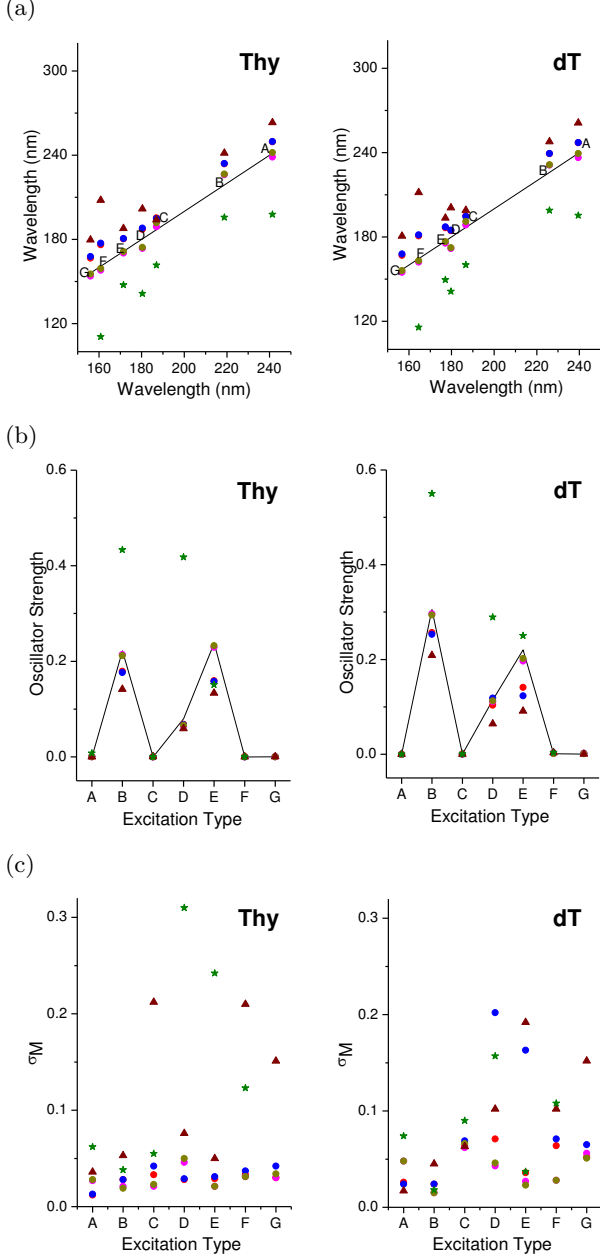 (a)
Thy
dT
Wavelength (nm)
300
240
180
120
A
B
C
D
E
F
G
160 180 200 220 240
Wavelength (nm)
Wavelength (nm)
300
240
180
120
A
B
C
D
E
F
G
160 180 200 220 240
Wavelength (nm)
(b)
Thy
dT
Oscillator Strength
0.6
0.4
0.2
0.0
A B C D E F G
Excitation Type
Oscillator Strength
0.6
0.4
0.2
0.0
A B C D E F G
Excitation Type
(c)
Thy
dT
σM
0.3
0.2
0.1
0.0
A B C D E F G
Excitation Type
σM
0.3
0.2
0.1
0.0
A B C D E F G
Excitation Type